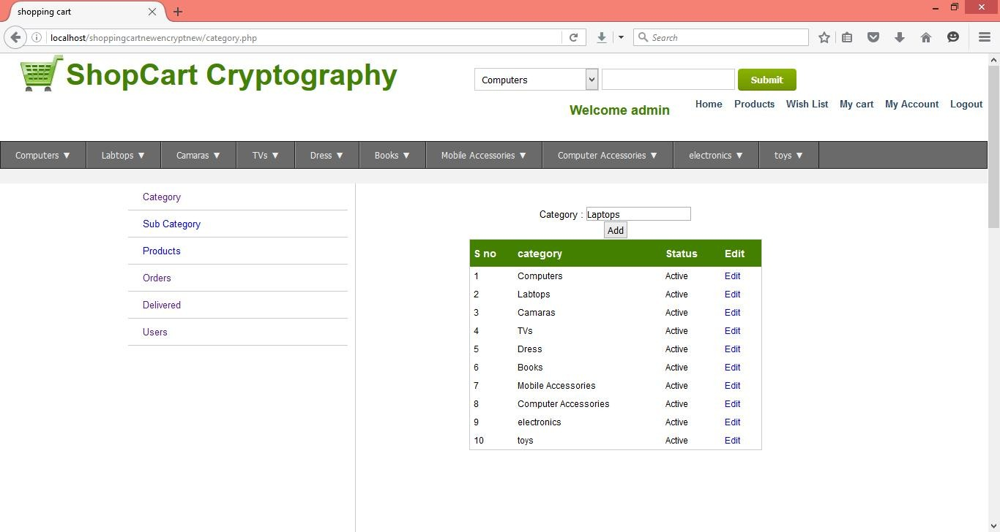 shopping cart
localhost/shoppingcartnewencryptnew/category.php
Search
ShopCart Cryptography
Computers
Submit
Welcome admin
Home Products Wish List My cart My Account Logout
Computers ▼ Labtops ▼ Camaras ▼ TVs ▼ Dress ▼ Books ▼ Mobile Accessories ▼ Computer Accessories ▼ electronics ▼ toys ▼
Category
Sub Category
Products
Orders
Delivered
Users
Category : Laptops
Add
S no category Status Edit
1 Computers Active Edit
2 Labtops Active Edit
3 Camaras Active Edit
4 TVs Active Edit
5 Dress Active Edit
6 Books Active Edit
7 Mobile Accessories Active Edit
8 Computer Accessories Active Edit
9 electronics Active Edit
10 toys Active Edit